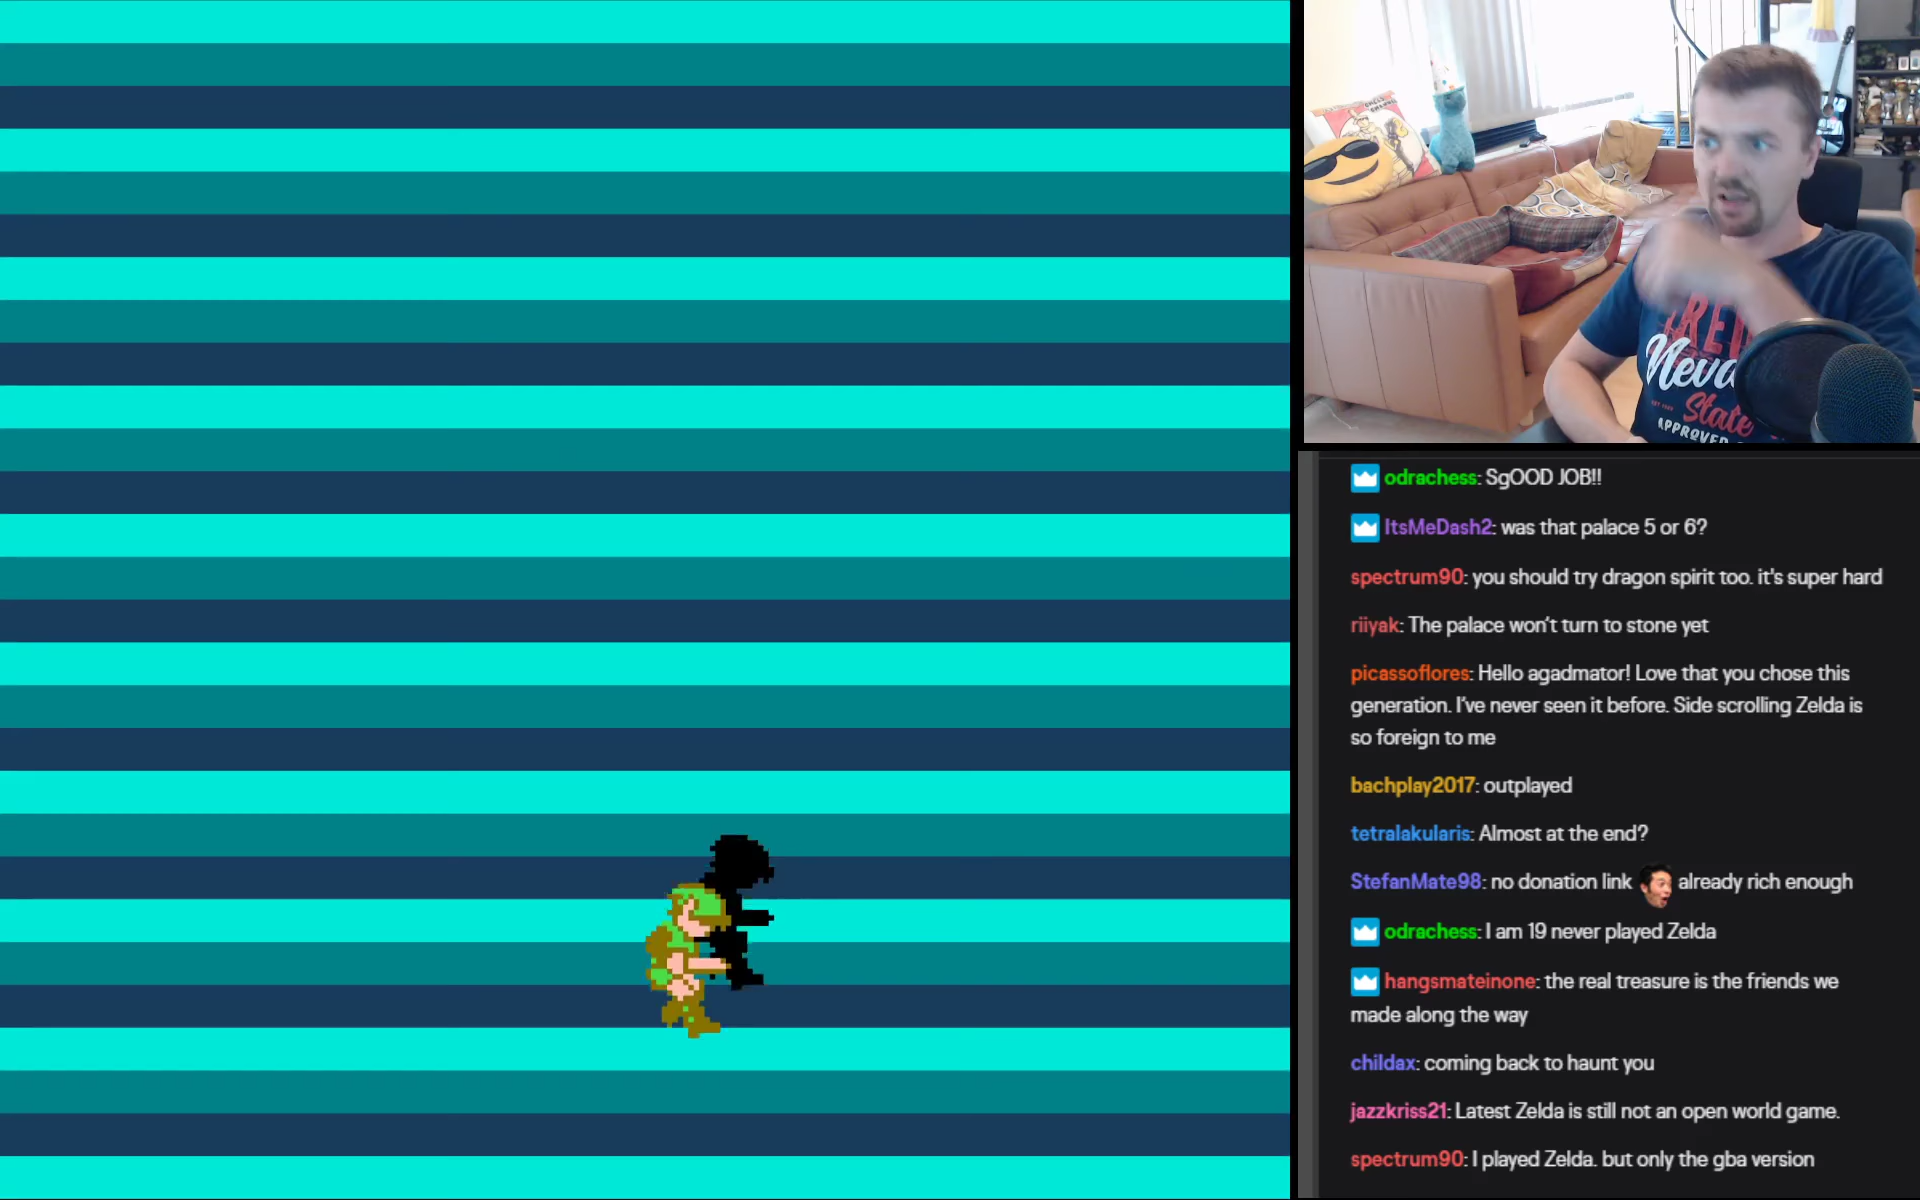 Neva
State
APPROVED
odrachess: SgOOD JOB!!
ItsMeDash2: was that palace 5 or 6?
spectrum90: you should try dragon spirit too. it's super hard
riiyak: The palace won't turn to stone yet
picassoflores: Hello agadmator! Love that you chose this
generation. I've never seen it before. Side scrolling Zelda is
so foreign to me
bachplay2017: outplayed
tetralakularis: Almost at the end?
StefanMate98: no donation link already rich enough
odrachess: I am 19 never played Zelda
hangsmateinone: the real treasure is the friends we
made along the way
childax: coming back to haunt you
jazzkriss21: Latest Zelda is still not an open world game.
spectrum90: I played Zelda. but only the gba version